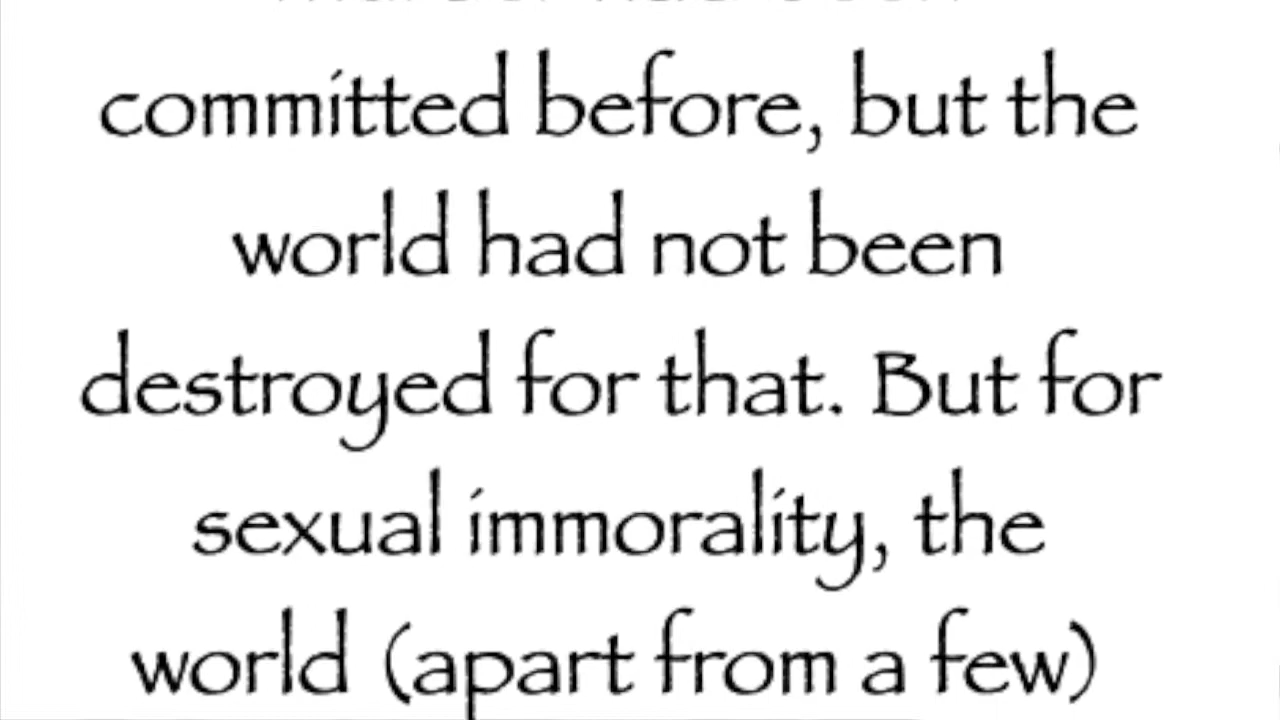 committed before, but the
world had not been
destroyed for that. But for
sexual immorality, the
world (apart from a few)